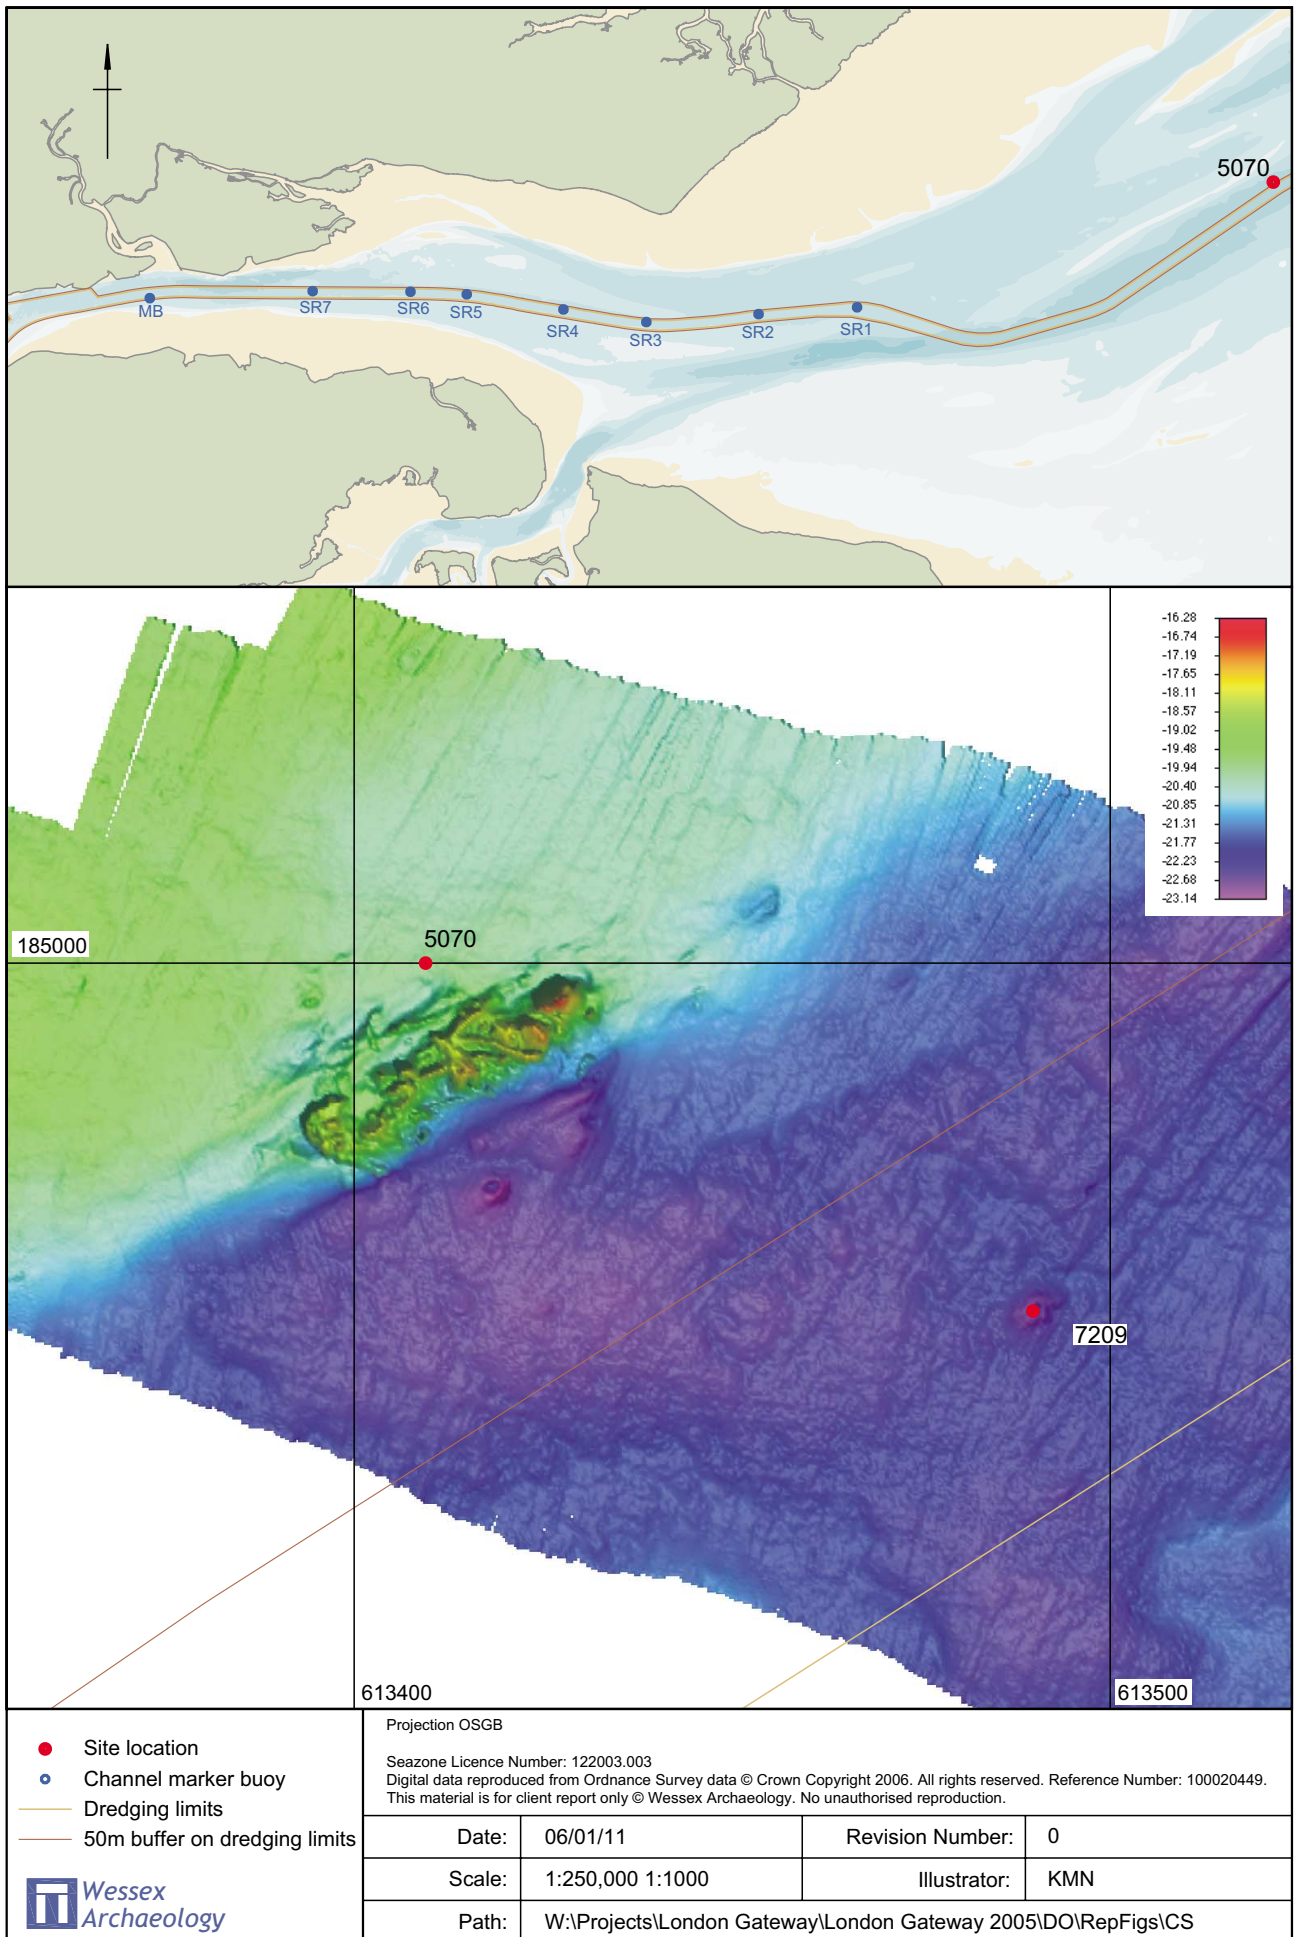 5070
MB
SR7
SR6
SR5
SR4
SR3
SR2
SR1
-16.28
-16.74
-17.19
-17.65
-18.11
-18.57
-19.02
-19.48
-19.94
-20.40
-20.85
-21.31
-21.77
-22.23
-22.68
-23.14
185000
5070
7209
613400
613500
Site location
Channel marker buoy
Dredging limits
50m buffer on dredging limits
Wessex
Archaeology
Projection OSGB
Seazone Licence Number: 122003.003
Digital data reproduced from Ordnance Survey data © Crown Copyright 2006. All rights reserved. Reference Number: 100020449.
This material is for client report only © Wessex Archaeology. No unauthorised reproduction.
Date: 06/01/11 Revision Number: 0
Scale: 1:250,000 1:1000 Illustrator: KMN
Path: W:\Projects\London Gateway\London Gateway 2005\DO\RepFigs\CS